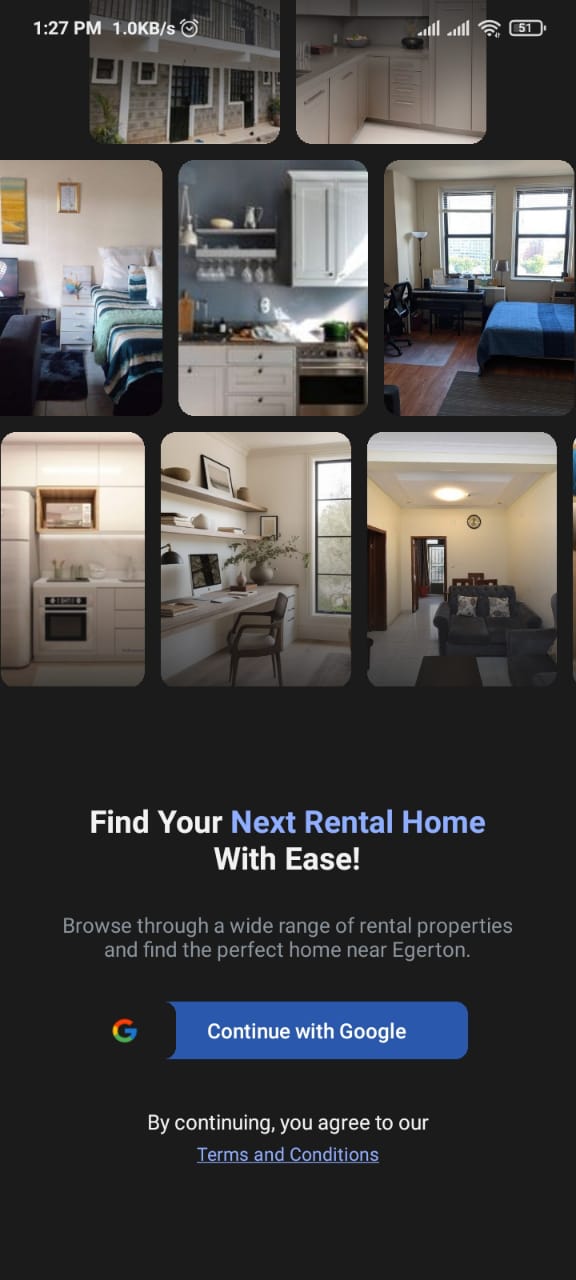 1:27 PM 1.0KB/s 51
Find Your Next Rental Home
With Ease!
Browse through a wide range of rental properties
and find the perfect home near Egerton.
G Continue with Google
By continuing, you agree to our
Terms and Conditions